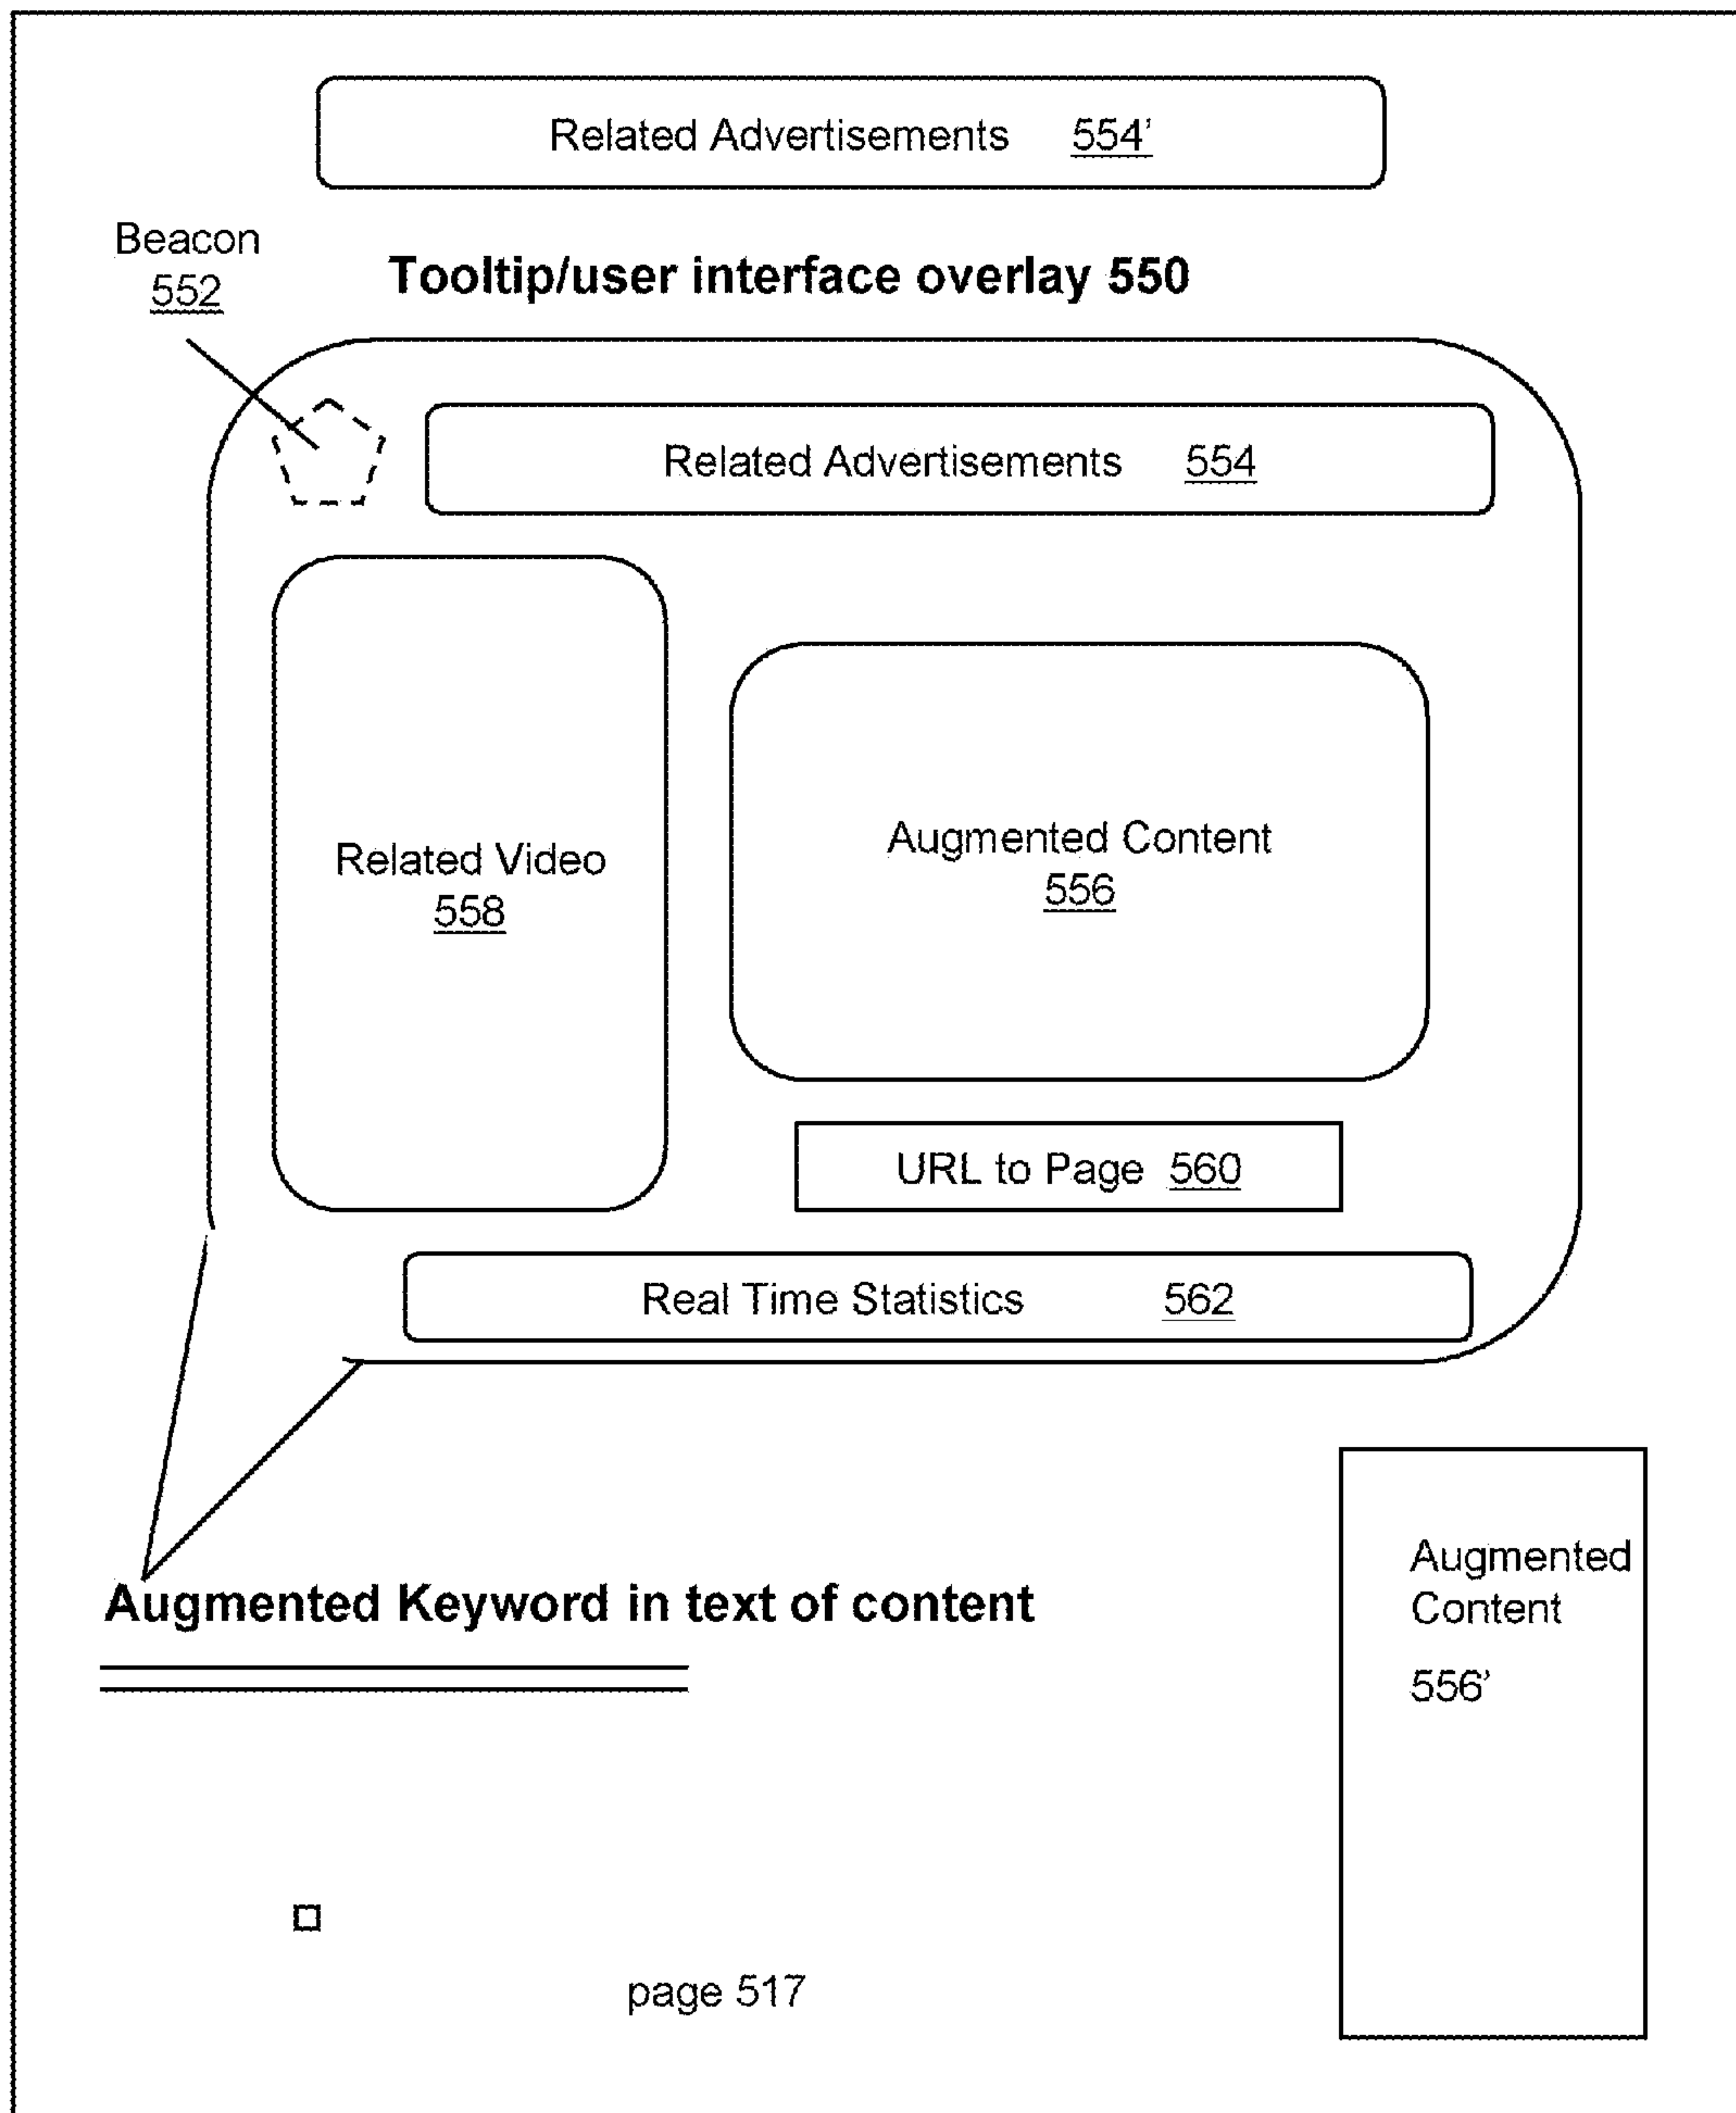 Related Advertisements 554'
Beacon
552
Tooltip/user interface overlay 550
Related Advertisements 554
Related Video
558
Augmented Content
556
URL to Page 560
Real Time Statistics 562
Augmented Keyword in text of content
Augmented
Content
556'
page 517